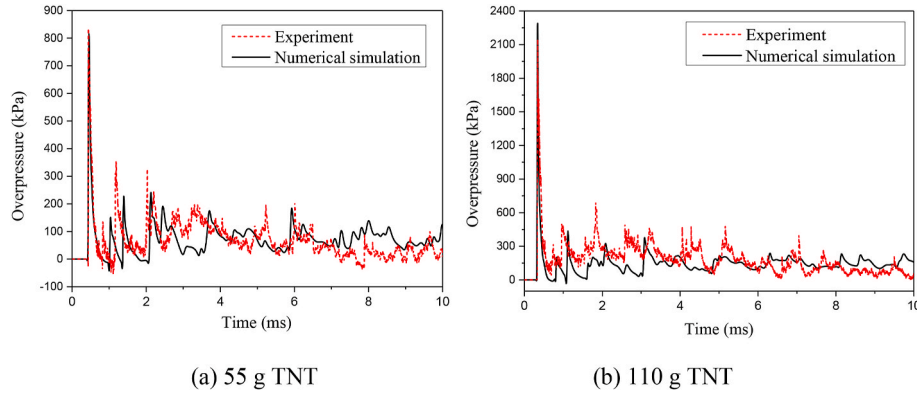 900
800
700
600
500
400
300
200
100
0
-100
Overpressure (kPa)
Experiment
Numerical simulation
0 2 4 6 8 10
Time (ms)
(a) 55 g TNT
2400
2100
1800
1500
1200
900
600
300
0
Overpressure (kPa)
Experiment
Numerical simulation
0 2 4 6 8 10
Time (ms)
(b) 110 g TNT